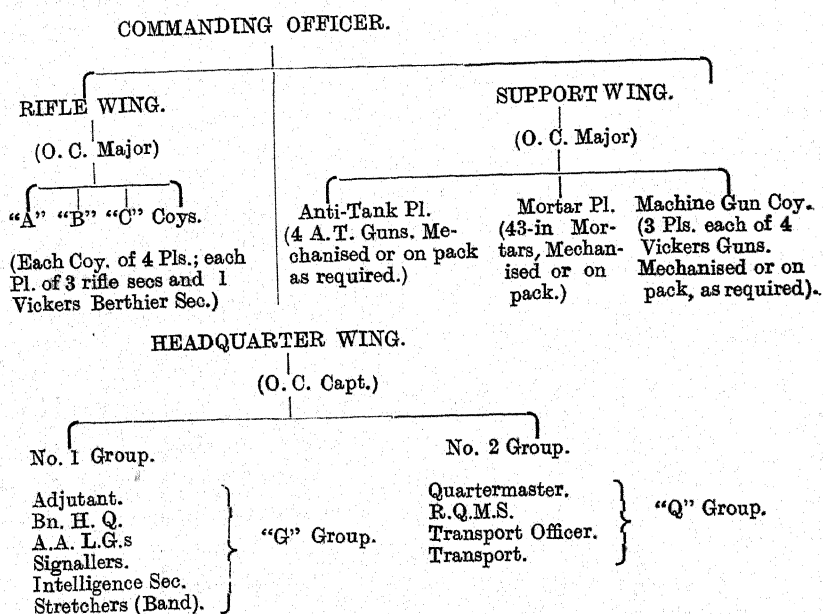 COMMANDING OFFICER.
RIFLE WING.
(O. C. Major)
"A" "B" "C" Coys.
(Each Coy. of 4 Pls.; each
Pl. of 3 rifle secs and 1
Vickers Berthier Sec.)
SUPPORT WING.
(O. C. Major)
Anti-Tank Pl.
(4 A.T. Guns. Me-
chanised or on pack
as required.)
Mortar Pl.
(43-in Mor-
tars, Mechan-
ised or on
pack.)
Machine Gun Coy.
(3 Pls. each of 4
Vickers Guns.
Mechanised or on
pack, as required).
HEADQUARTER WING.
(O. C. Capt.)
No. 1 Group.
Adjutant.
Bn. H. Q.
A.A. L.G.s
Signallers.
Intelligence Sec.
Stretchers (Band).
"G" Group.
No. 2 Group.
Quartermaster.
R.Q.M.S.
Transport Officer.
Transport.
"Q" Group.